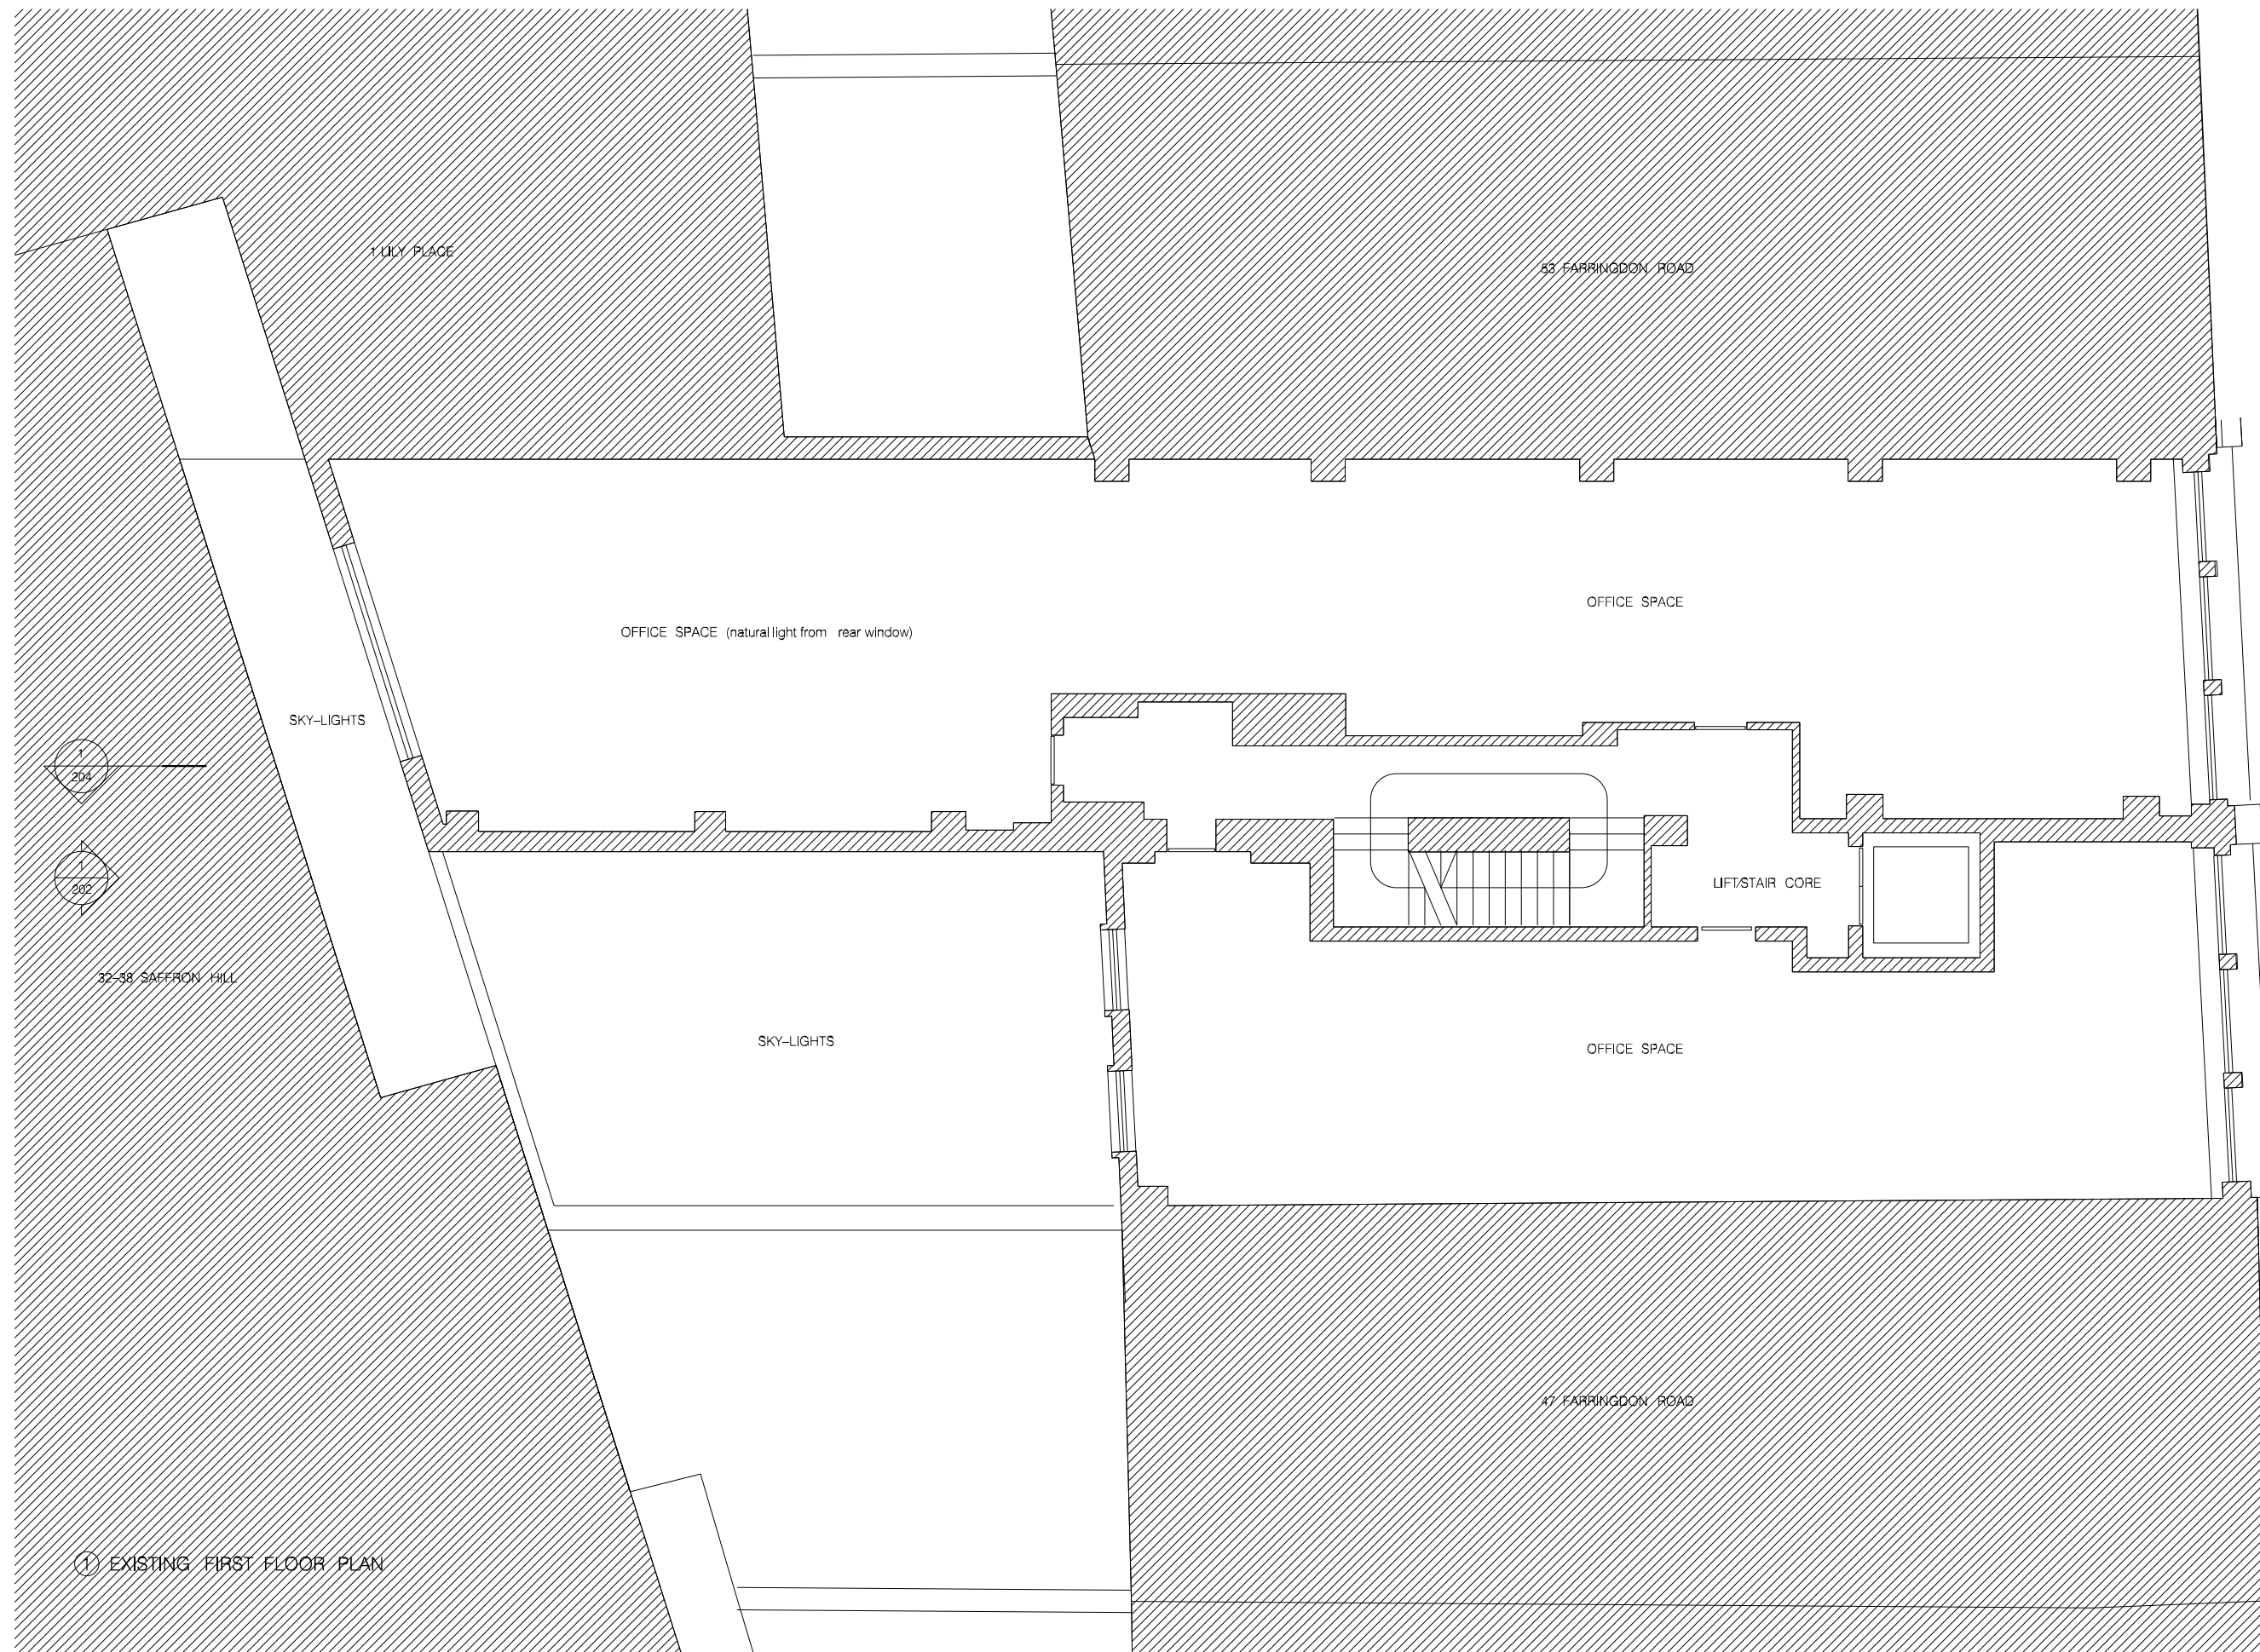 1 LILY PLACE
53 FARRINGDON ROAD
OFFICE SPACE
OFFICE SPACE (natural light from rear window)
SKY-LIGHTS
1
204
LIFT/STAIR CORE
1
202
32-38 SAFFRON HILL
SKY-LIGHTS
OFFICE SPACE
47 FARRINGDON ROAD
1 EXISTING FIRST FLOOR PLAN